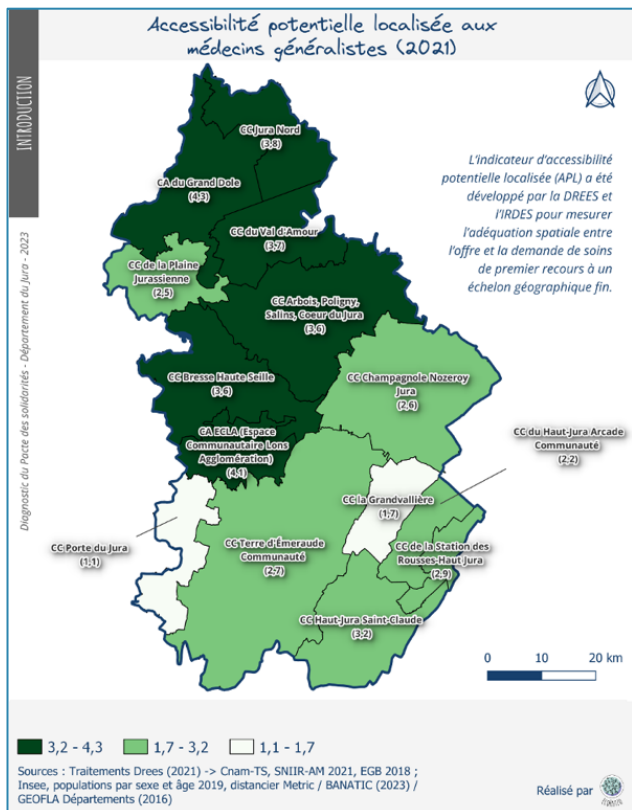 Accessibilité potentielle localisée aux
médecins généralistes (2021)
INTRODUCTION
Diagnostic du Pacte des solidarités - Département du Jura - 2023
L'indicateur d'accessibilité
potentielle localisée (APL) a été
développé par la DREES et
l'IRDES pour mesurer
l'adéquation spatiale entre
l'offre et la demande de soins
de premier recours à un
échelon géographique fin.
CC Jura Nord
(3,8)
CA du Grand Dole
(4,3)
CC du Val d'Amour
(3,7)
CC de la Plaine
Jurassienne
(2,5)
CC Arbois, Poligny,
Salins, Coeur du Jura
(3,6)
CC Bresse Haute Seille
(3,6)
CC Champagnole Nozeroy
Jura
(2,6)
CA ECLA (Espace
Communautaire Lons
Agglomération)
(4,1)
CC du Haut-Jura Arcade
Communauté
(2,2)
CC la Grandvallière
(1,7)
CC Porte du Jura
(1,1)
CC Terre d'Émeraude
Communauté
(2,7)
CC de la Station des
Rousses-Haut Jura
(2,9)
CC Haut-Jura Saint-Claude
(3,2)
0 10 20 km
3,2 - 4,3 1,7 - 3,2 1,1 - 1,7
Sources : Traitements Drees (2021) -> Cnam-TS, SNIIR-AM 2021, EGB 2018 ;
Insee, populations par sexe et âge 2019, distancier Metric / BANATIC (2023) /
GEOFLA Départements (2016)
Réalisé par